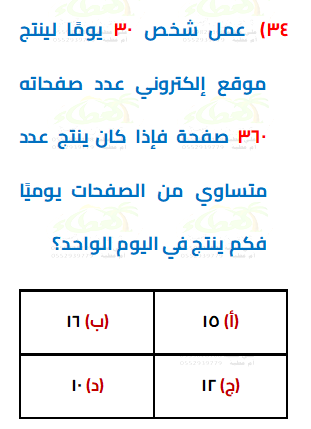 ٣٤) عمل شخص ٣٠ يومًا لينتج
موقع إلكتروني عدد صفحاته
٣٦٠ صفحة فإذا كان ينتج عدد
متساوي من الصفحات يوميًا
فكم ينتج في اليوم الواحد؟
(أ) ١٥ (ب) ١٦
(ج) ١٢ (د) ١٠